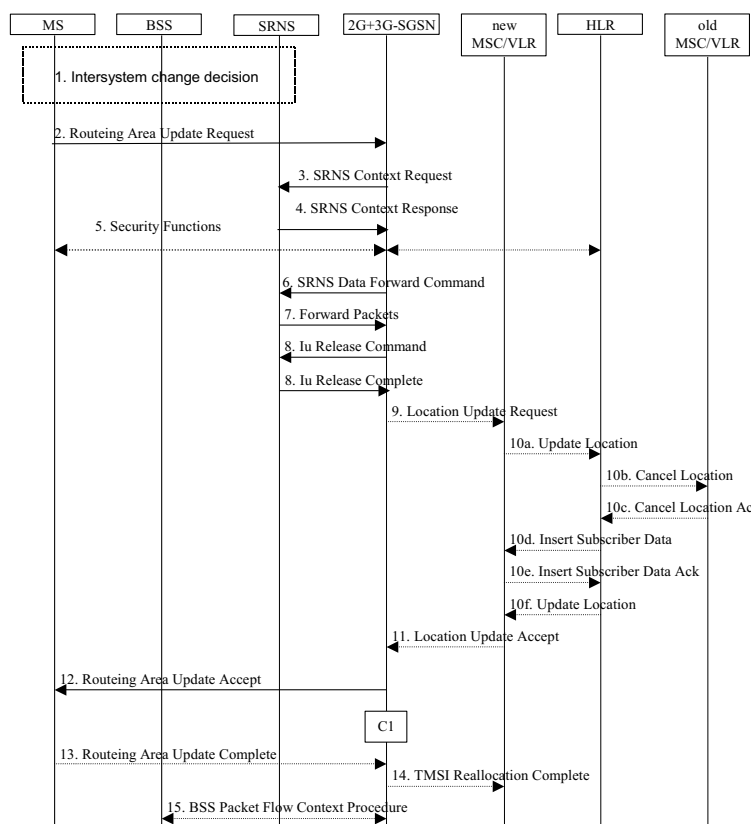 MS
BSS
SRNS
2G+3G-SGSN
new
MSC/VLR
HLR
old
MSC/VLR
1. Intersystem change decision
2. Routeing Area Update Request
3. SRNS Context Request
4. SRNS Context Response
5. Security Functions
6. SRNS Data Forward Command
7. Forward Packets
8. Iu Release Command
8. Iu Release Complete
9. Location Update Request
10a. Update Location
10b. Cancel Location
10c. Cancel Location Ac
10d. Insert Subscriber Data
10e. Insert Subscriber Data Ack
10f. Update Location
11. Location Update Accept
12. Routeing Area Update Accept
C1
13. Routeing Area Update Complete
14. TMSI Reallocation Complete
15. BSS Packet Flow Context Procedure